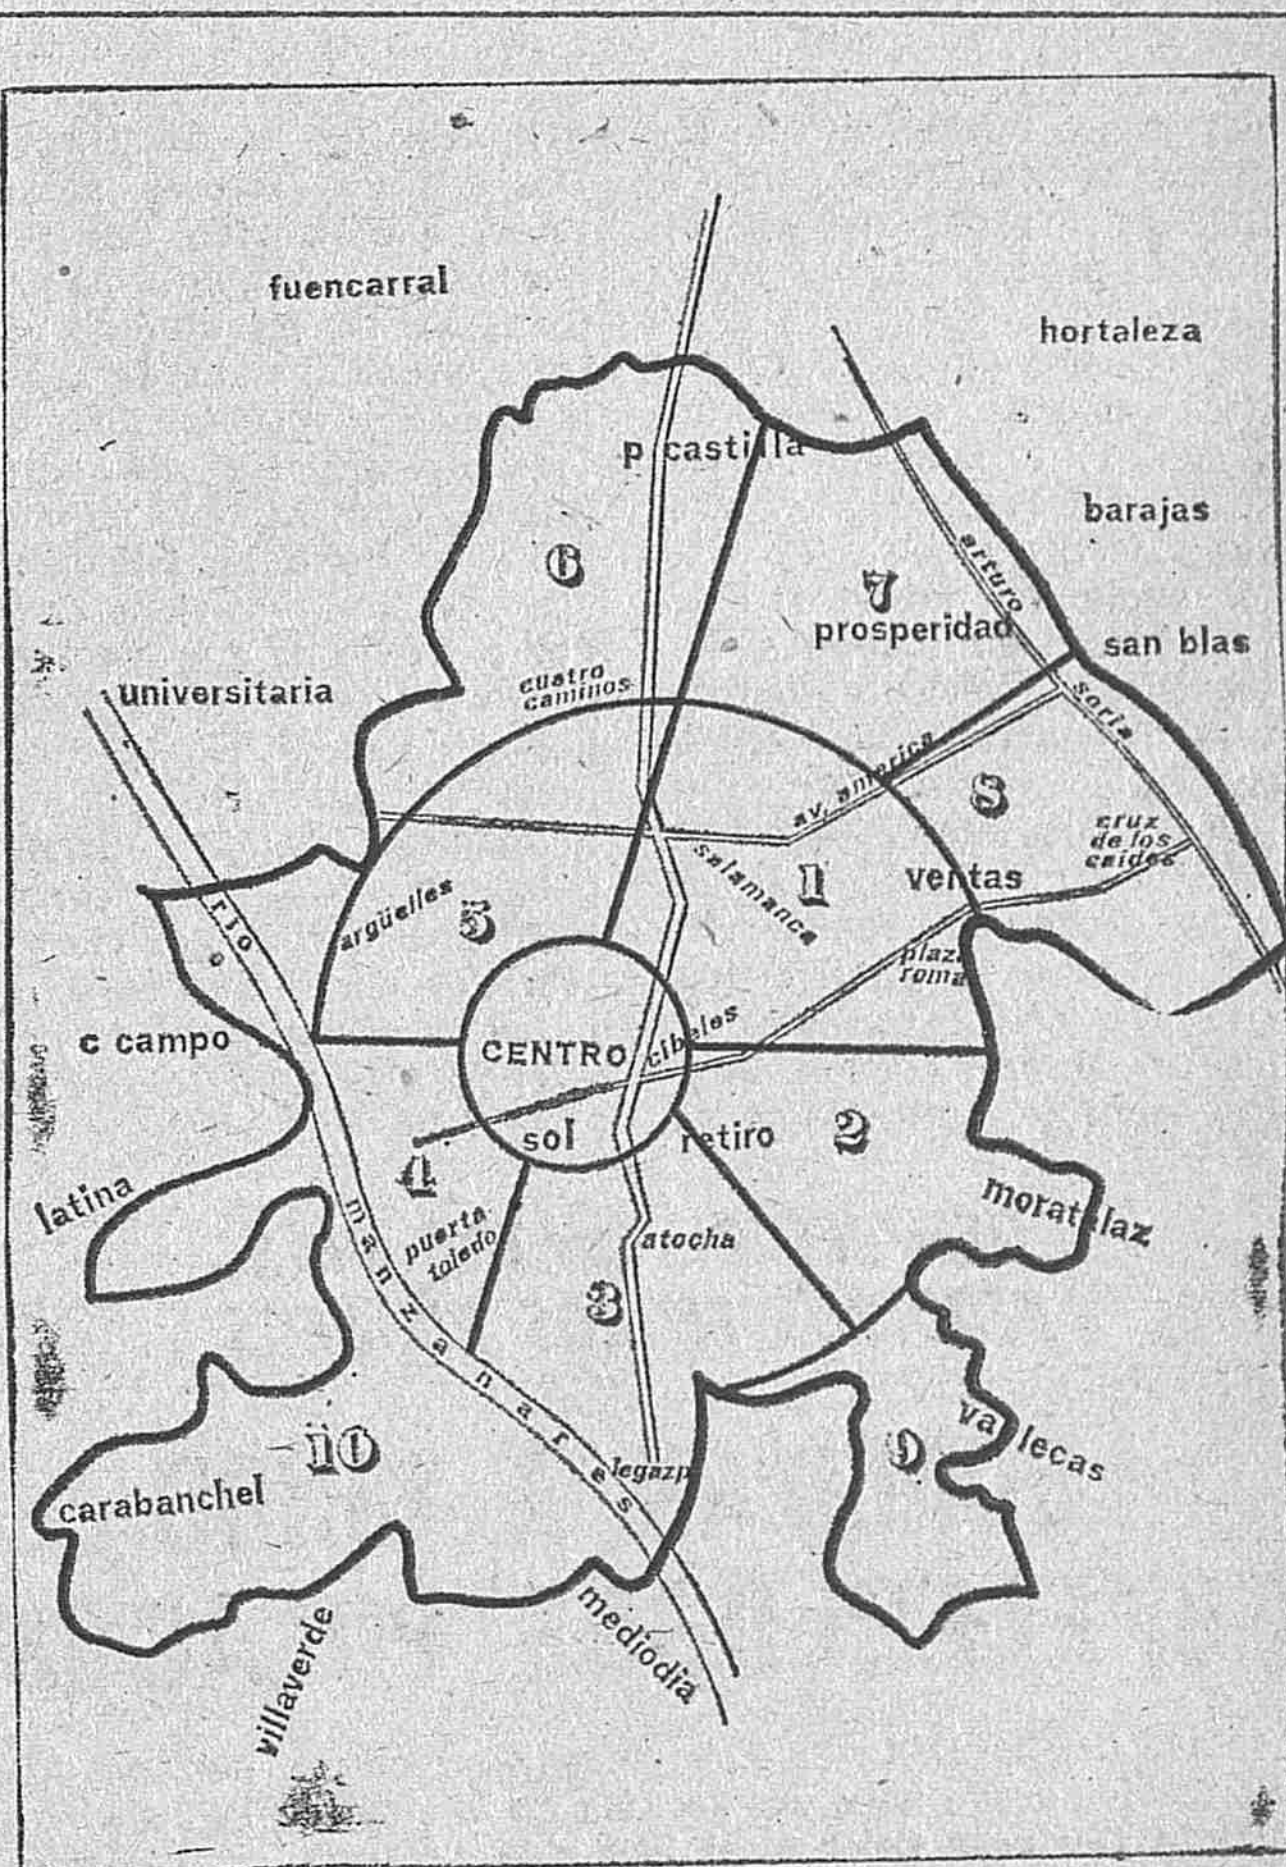 fuencarral
hortaleza
p castilla
barajas
6
7
arturo
prosperidad
san blas
cuatro
caminos
universitaria
soria
av. america
8
cruz
de los
caidos
salamanca
1
ventas
argüelles
5
rio
plaza
roma
c campo
CENTRO
cibeles
sol
retiro
2
4
latina
moratalaz
manzanares
puerta
toledo
atocha
3
vallecas
10
9
legazpi
carabanchel
mediodia
villaverde